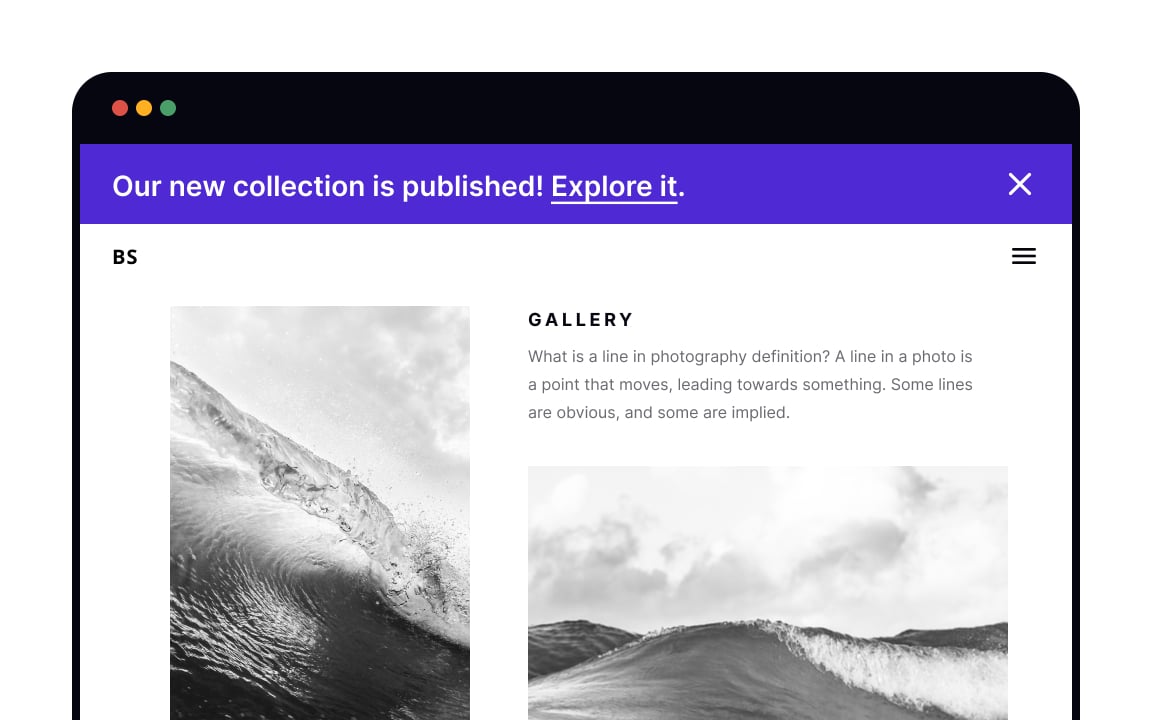 Our new collection is published! Explore it.
BS
GALLERY
What is a line in photography definition? A line in a photo is
a point that moves, leading towards something. Some lines
are obvious, and some are implied.